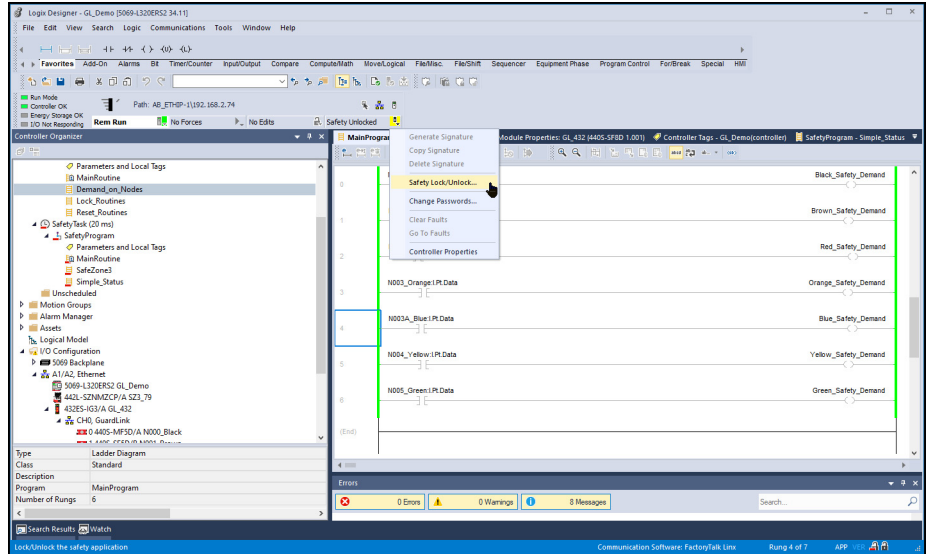 Logix Designer - GL_Demo [5069-L320ERS2 34.11]
File Edit View Search Logic Communications Tools Window Help
Favorites Add-On Alarms Bit Timer/Counter Input/Output Compare Compute/Math Move/Logical File/Misc. File/Shift Sequencer Equipment Phase Program Control For/Break Special HMI
Run Mode
Controller OK
Energy Storage OK
I/O Not Responding
Path: AB_ETHIP-1\192.168.2.74
Rem Run No Forces No Edits Safety Unlocked
Controller Organizer
Parameters and Local Tags
MainRoutine
Demand_on_Nodes
Lock_Routines
Reset_Routines
SafetyTask (20 ms)
SafetyProgram
Parameters and Local Tags
MainRoutine
SafeZone3
Simple_Status
Unscheduled
Motion Groups
Alarm Manager
Assets
Logical Model
I/O Configuration
5069 Backplane
A1/A2, Ethernet
5069-L320ERS2 GL_Demo
442L-SZNMZCP/A SZ3_79
432ES-IG3/A GL_432
CH0, GuardLink
0 440S-MF5D/A N000_Black
Type Ladder Diagram
Class Standard
Description
Program MainProgram
Number of Rungs 6
Generate Signature
Copy Signature
Delete Signature
Safety Lock/Unlock...
Change Passwords...
Clear Faults
Go To Faults
Controller Properties
Module Properties: GL_432 (440S-SF8D 1.001) Controller Tags - GL_Demo(controller) SafetyProgram - Simple_Status
0 Black_Safety_Demand
1 Brown_Safety_Demand
2 Red_Safety_Demand
3 N003_Orange:I.Pt.Data Orange_Safety_Demand
4 N003A_Blue:I.Pt.Data Blue_Safety_Demand
5 N004_Yellow:I.Pt.Data Yellow_Safety_Demand
6 N005_Green:I.Pt.Data Green_Safety_Demand
(End)
Errors
0 Errors 0 Warnings 8 Messages Search...
Search Results Watch
Lock/Unlock the safety application Communication Software: FactoryTalk Linx Rung 4 of 7 APP VER